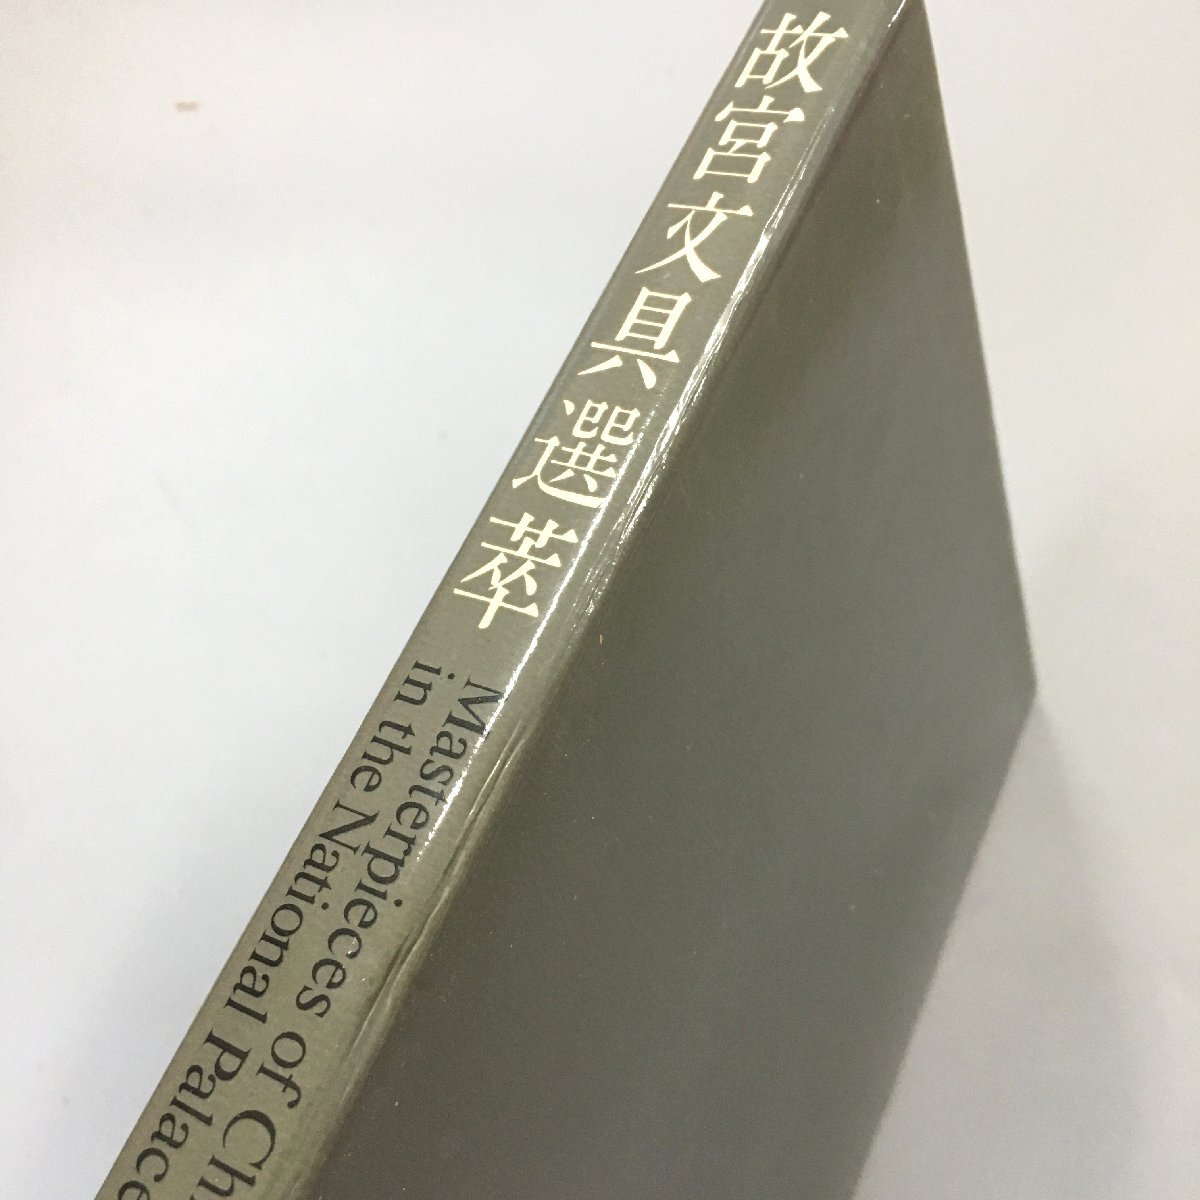 故宮文具選萃
Masterpieces of Ch
in the National Palace